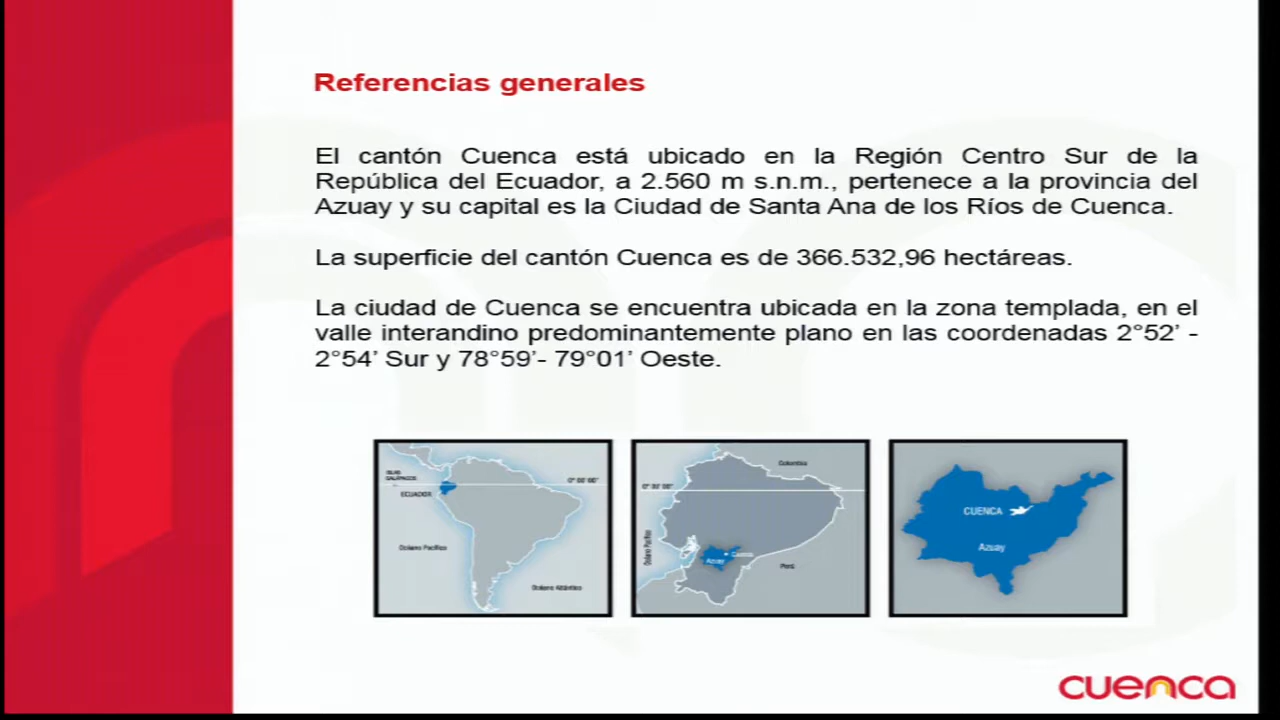 Referencias generales
El cantón Cuenca está ubicado en la Región Centro Sur de la
República del Ecuador, a 2.560 m s.n.m., pertenece a la provincia del
Azuay y su capital es la Ciudad de Santa Ana de los Ríos de Cuenca.
La superficie del cantón Cuenca es de 366.532,96 hectáreas.
La ciudad de Cuenca se encuentra ubicada en la zona templada, en el
valle interandino predominantemente plano en las coordenadas 2°52’ -
2°54’ Sur y 78°59’- 79°01’ Oeste.
ISLAS
GALÁPAGOS
ECUADOR
0° 00' 00"
Océano Pacífico
Océano Atlántico
Colombia
0° 00' 00"
Océano Pacífico
Cuenca
Azuay
Perú
CUENCA
Azuay
cuenca